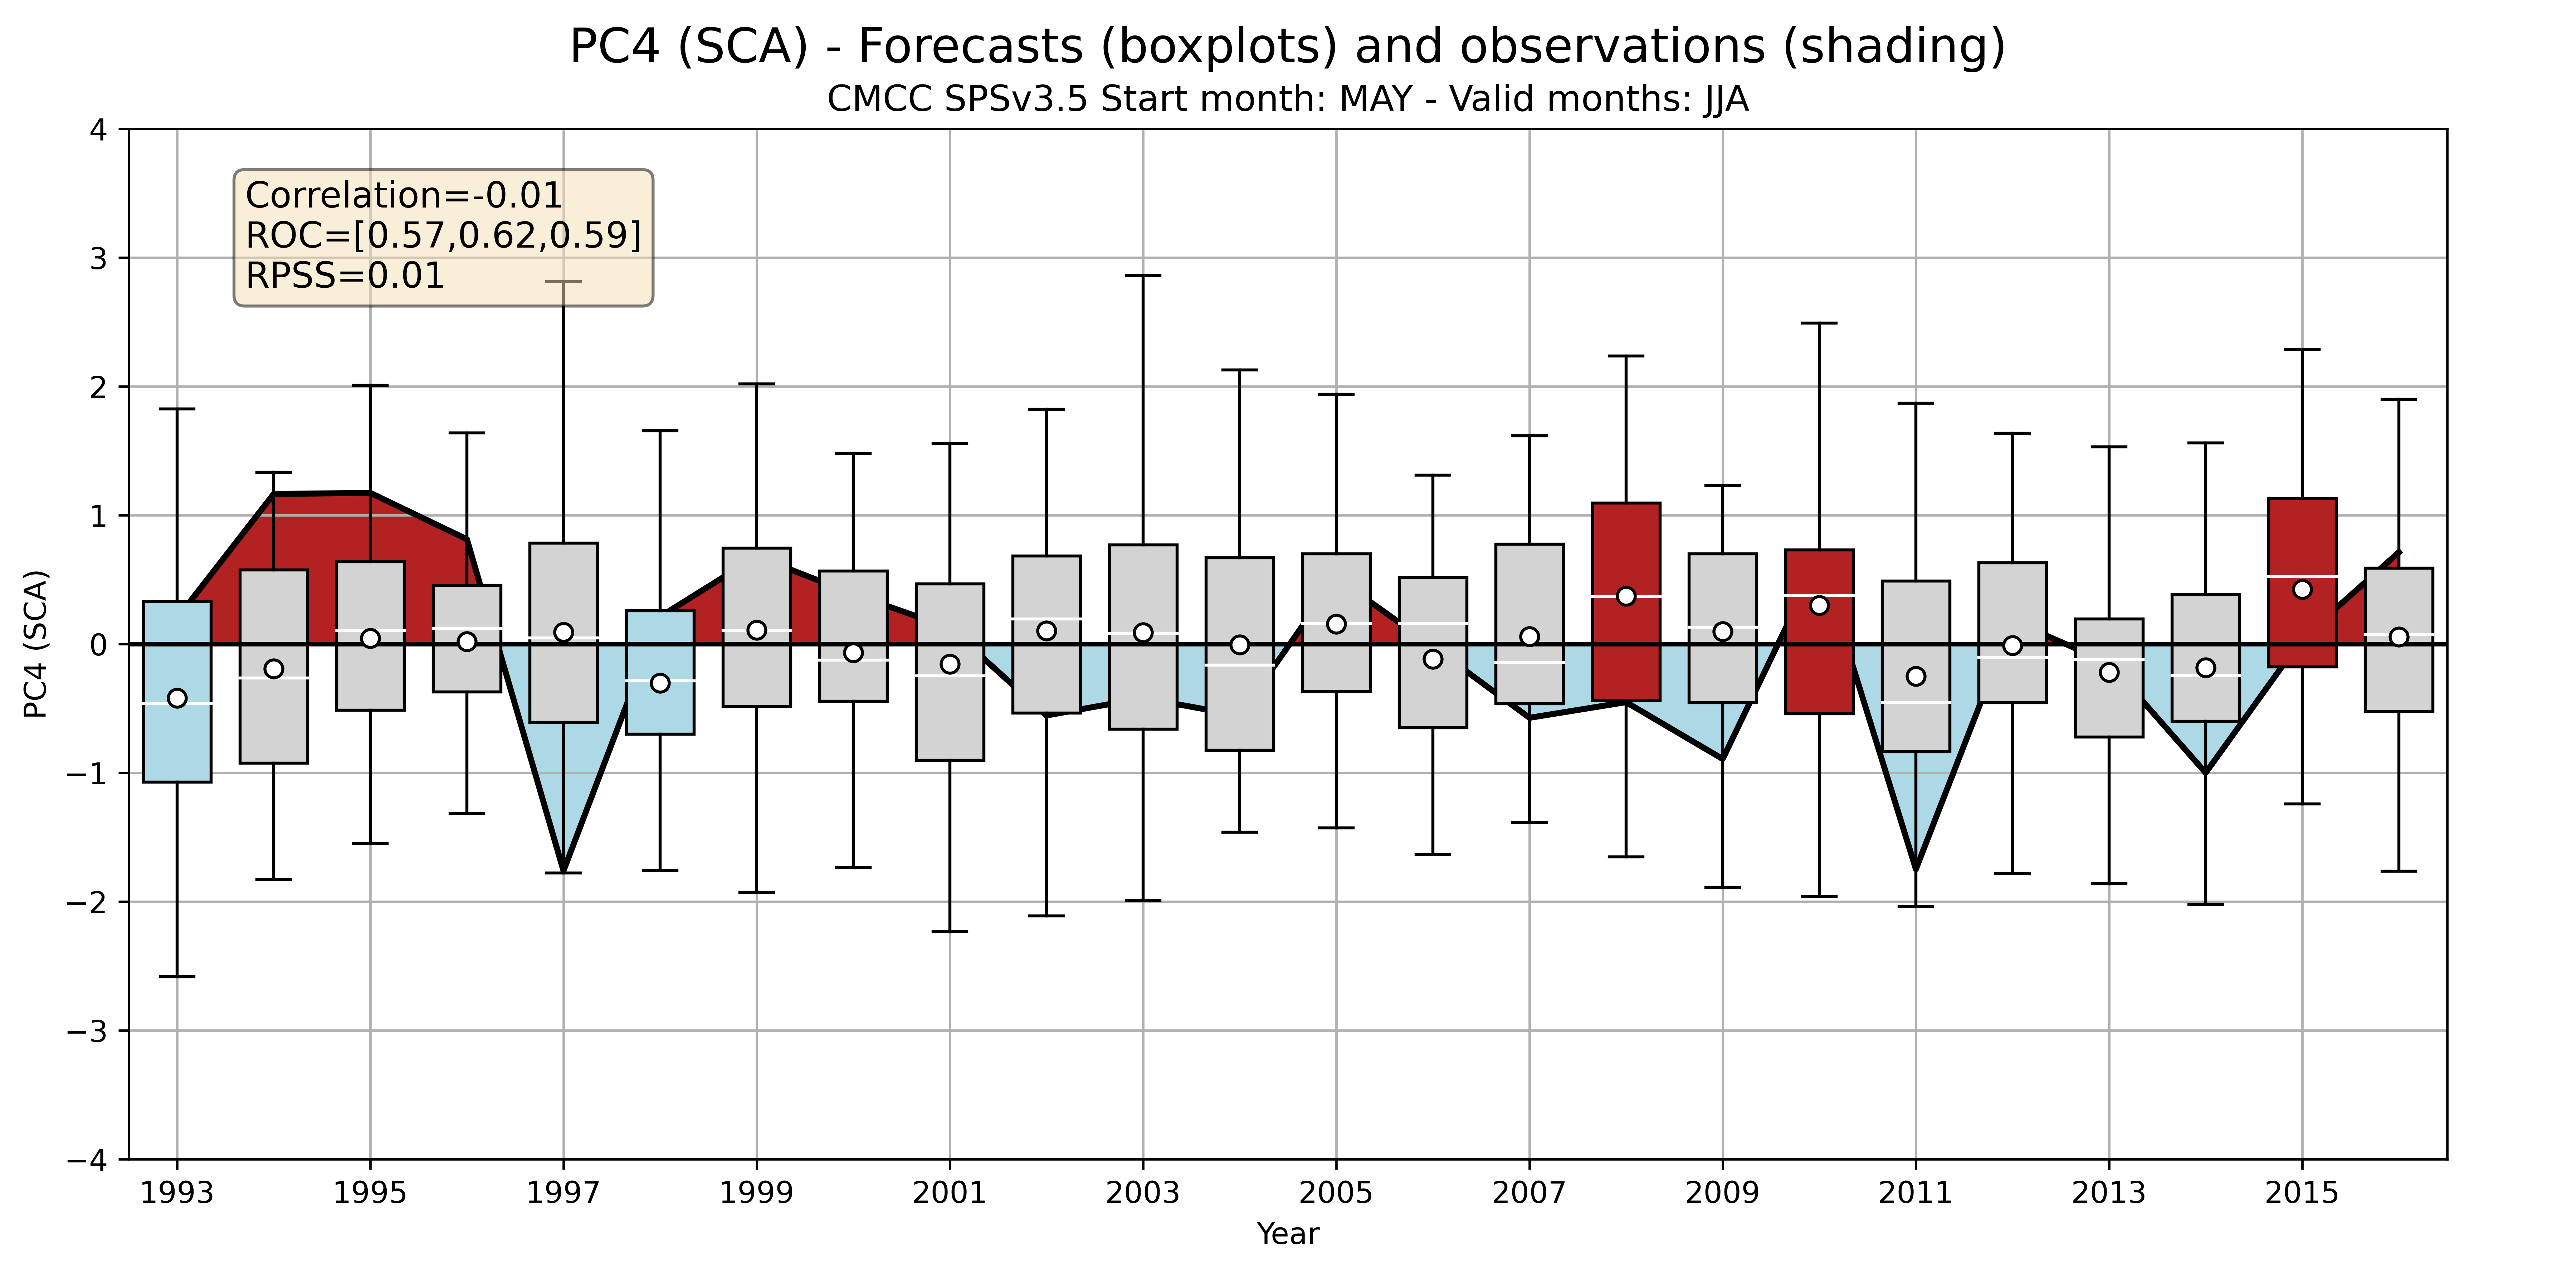 PC4 (SCA) - Forecasts (boxplots) and observations (shading)
CMCC SPSv3.5 Start month: MAY - Valid months: JJA
Correlation=-0.01
ROC=[0.57,0.62,0.59]
RPSS=0.01
PC4 (SCA)
4
3
2
1
0
−1
−2
−3
−4
1993 1995 1997 1999 2001 2003 2005 2007 2009 2011 2013 2015
Year